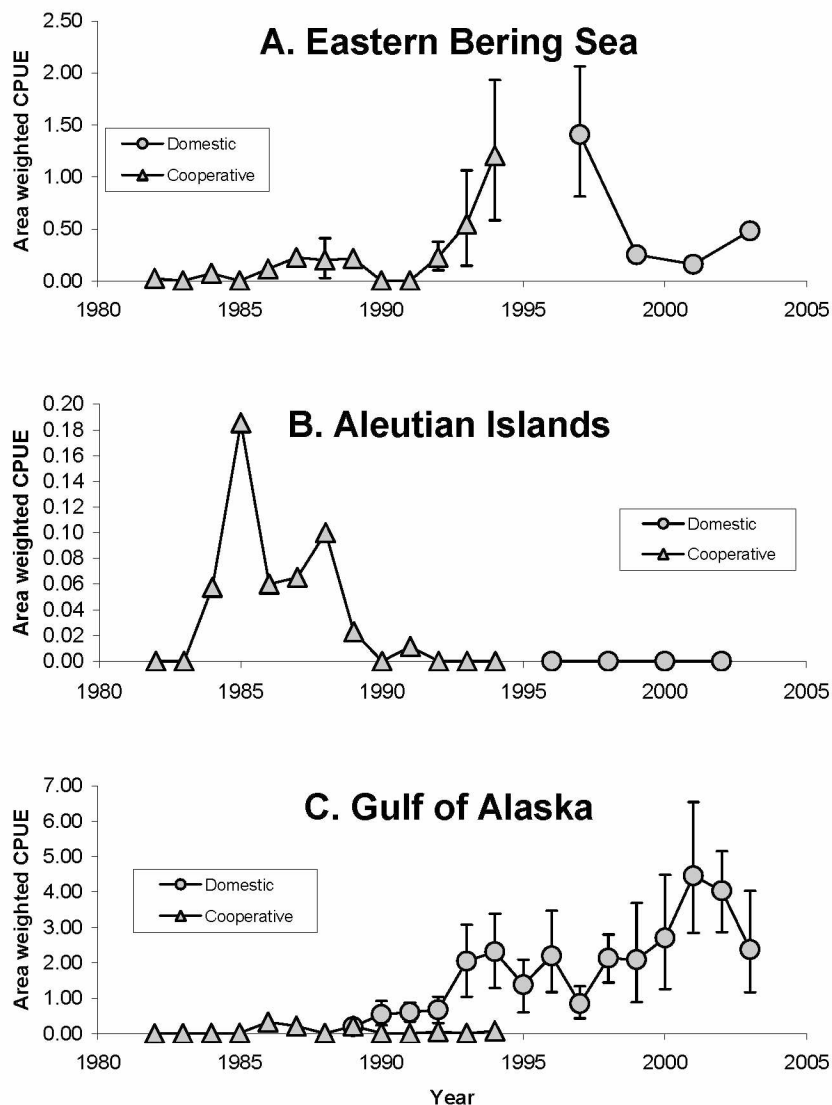 A. Eastern Bering Sea
Area weighted CPUE
2.50
2.00
1.50
1.00
0.50
0.00
Domestic
Cooperative
1980 1985 1990 1995 2000 2005
B. Aleutian Islands
Area weighted CPUE
0.20
0.18
0.16
0.14
0.12
0.10
0.08
0.06
0.04
0.02
0.00
Domestic
Cooperative
1980 1985 1990 1995 2000 2005
C. Gulf of Alaska
Area weighted CPUE
7.00
6.00
5.00
4.00
3.00
2.00
1.00
0.00
Domestic
Cooperative
1980 1985 1990 1995 2000 2005
Year